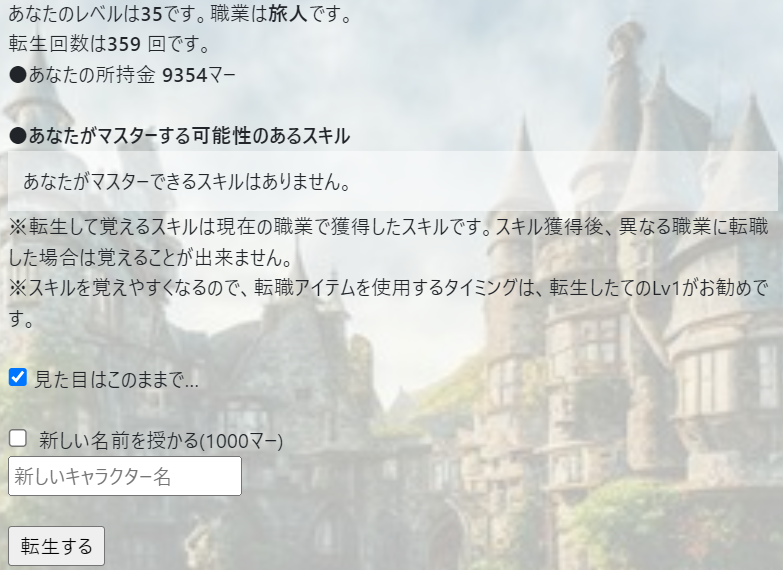 あなたのレベルは35です。職業は旅人です。
転生回数は359 回です。
●あなたの所持金 9354マー
●あなたがマスターする可能性のあるスキル
あなたがマスターできるスキルはありません。
※転生して覚えるスキルは現在の職業で獲得したスキルです。スキル獲得後、異なる職業に転職
した場合は覚えることが出来ません。
※スキルを覚えやすくなるので、転職アイテムを使用するタイミングは、転生したてのLv1がお勧めで
す。
見た目はこのままで...
新しい名前を授かる(1000マー)
新しいキャラクター名
転生する